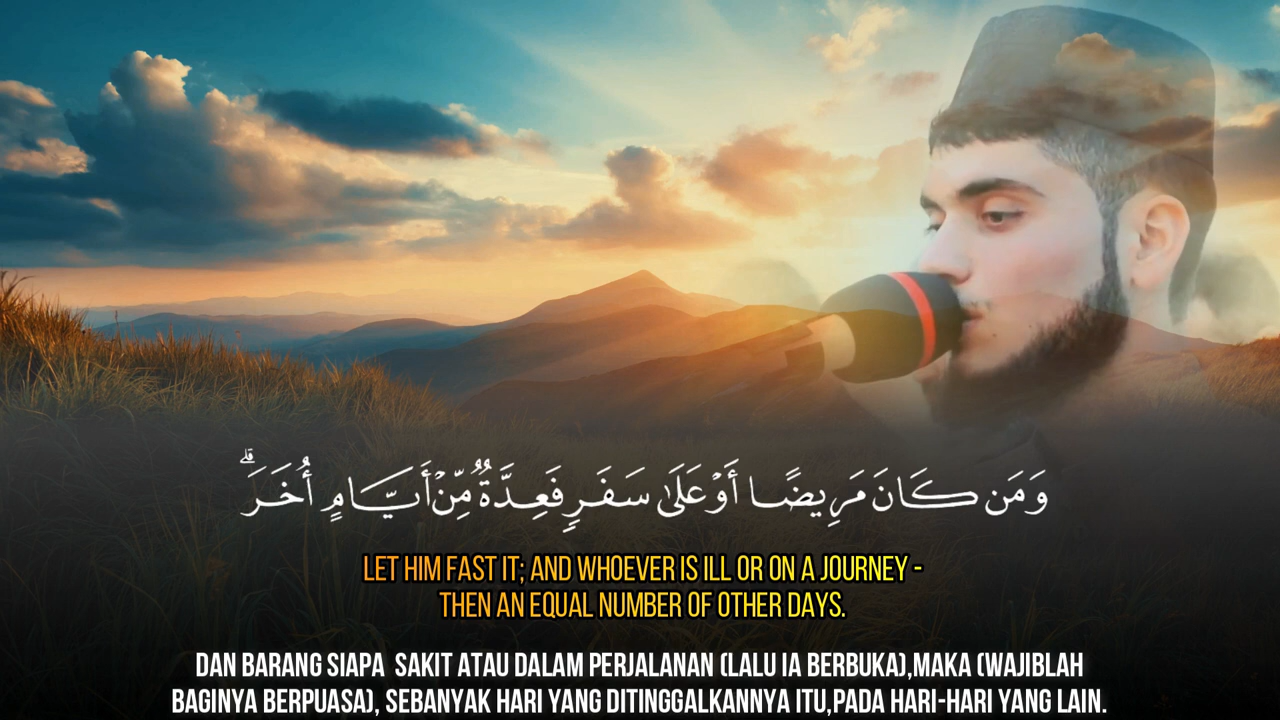 وَمَن كَانَ مَرِيضًا أَوْ عَلَىٰ سَفَرٍ فَعِدَّةٌ مِّنْ أَيَّامٍ أُخَرَ ۗ
LET HIM FAST IT; AND WHOEVER IS ILL OR ON A JOURNEY -
THEN AN EQUAL NUMBER OF OTHER DAYS.
DAN BARANG SIAPA  SAKIT ATAU DALAM PERJALANAN (LALU IA BERBUKA),MAKA (WAJIBLAH
BAGINYA BERPUASA), SEBANYAK HARI YANG DITINGGALKANNYA ITU,PADA HARI-HARI YANG LAIN.